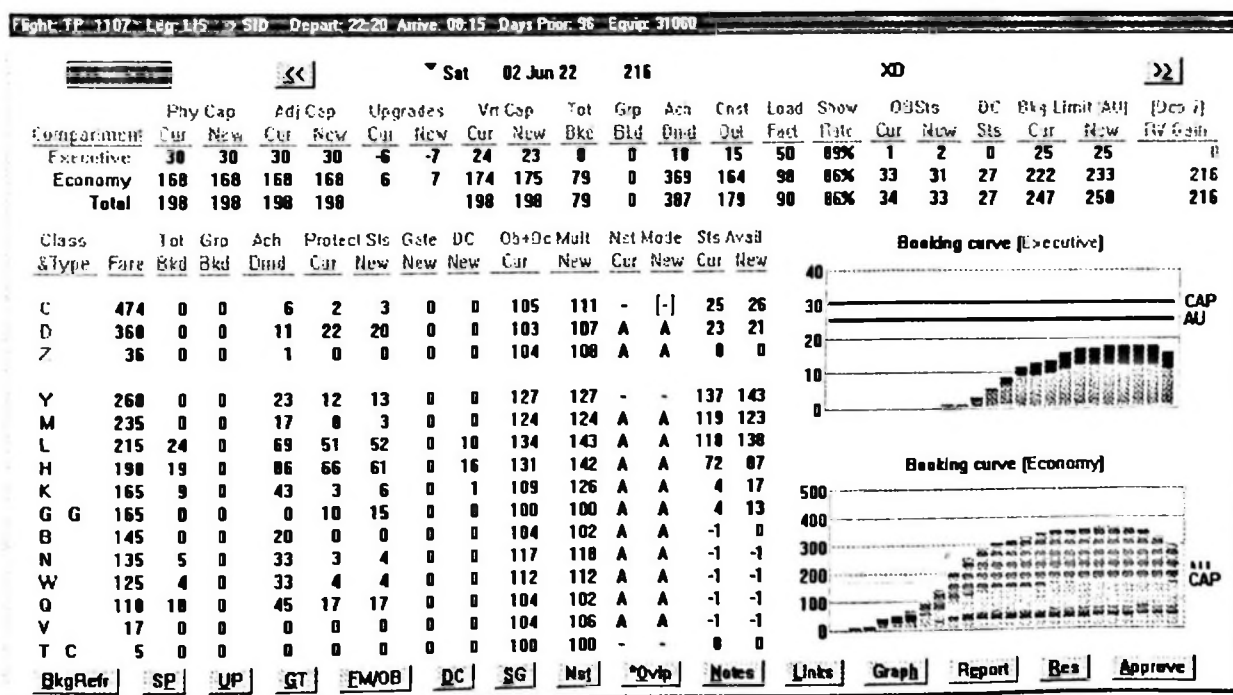 Flight: TP 1107 Leg: LIS -> SID Depart: 22:20 Arrive: 00:15 Days Prior: 96 Equip: 31060
<< Sat 02 Jun 22 216 XD >>
Phy Cap Adj Cap Upgrades Vrt Cap Tot Grp Ach Cnst Load Show OBSts DC Bkg Limit (AU) [Dep 7]
Compartment Cur New Cur New Cur New Cur New Bkd Bkd Dmd Out Fact Rate Cur New Sts Cur New RV Gain
Executive 30 30 30 30 -6 -7 24 23 0 0 18 15 50 89% 1 2 0 25 25 0
Economy 168 168 168 168 6 7 174 175 79 0 369 164 98 86% 33 31 27 222 233 216
Total 198 198 198 198 198 198 79 0 387 179 90 86% 34 33 27 247 258 216
Class Tot Grp Ach Protect Sts Gate DC Ob+Dc Mult Nst Mode Sts Avail
&Type Fare Bkd Bkd Dmd Cur New New New Cur New Cur New Cur New
C 474 0 0 6 2 3 0 0 105 111 - [-] 25 26
D 360 0 0 11 22 20 0 0 103 107 A A 23 21
Z 36 0 0 1 0 0 0 0 104 108 A A 0 0
Y 268 0 0 23 12 13 0 0 127 127 - - 137 143
M 235 0 0 17 8 3 0 0 124 124 A A 119 123
L 215 24 0 69 51 52 0 10 134 143 A A 118 138
H 198 19 0 86 66 61 0 16 131 142 A A 72 87
K 165 9 0 43 3 6 0 1 109 126 A A 4 17
G G 165 0 0 0 10 15 0 0 100 100 A A 4 13
B 145 0 0 20 0 0 0 0 104 102 A A -1 0
N 135 5 0 33 3 4 0 0 117 118 A A -1 -1
W 125 4 0 33 4 4 0 0 112 112 A A -1 -1
Q 110 18 0 45 17 17 0 0 104 102 A A -1 -1
V 17 0 0 0 0 0 0 0 104 106 A A -1 -1
T C 5 0 0 0 0 0 0 0 100 100 - - 0 0
Booking curve [Executive]
40
30
20
10
0
CAP
AU
Booking curve [Economy]
500
400
300
200
100
0
AU
CAP
BkgRefr SP UP GT FM/OB DC SG Nst *Ovlp Notes Links Graph Report Res Approve